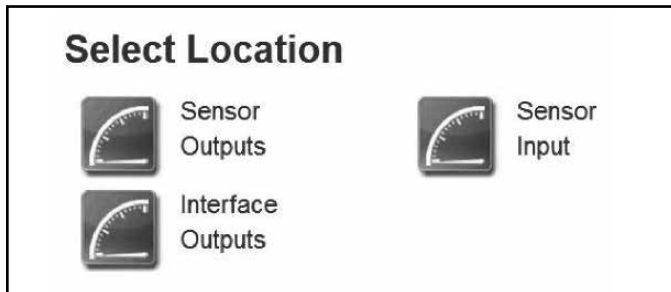 Select Location
Sensor
Outputs
Sensor
Input
Interface
Outputs